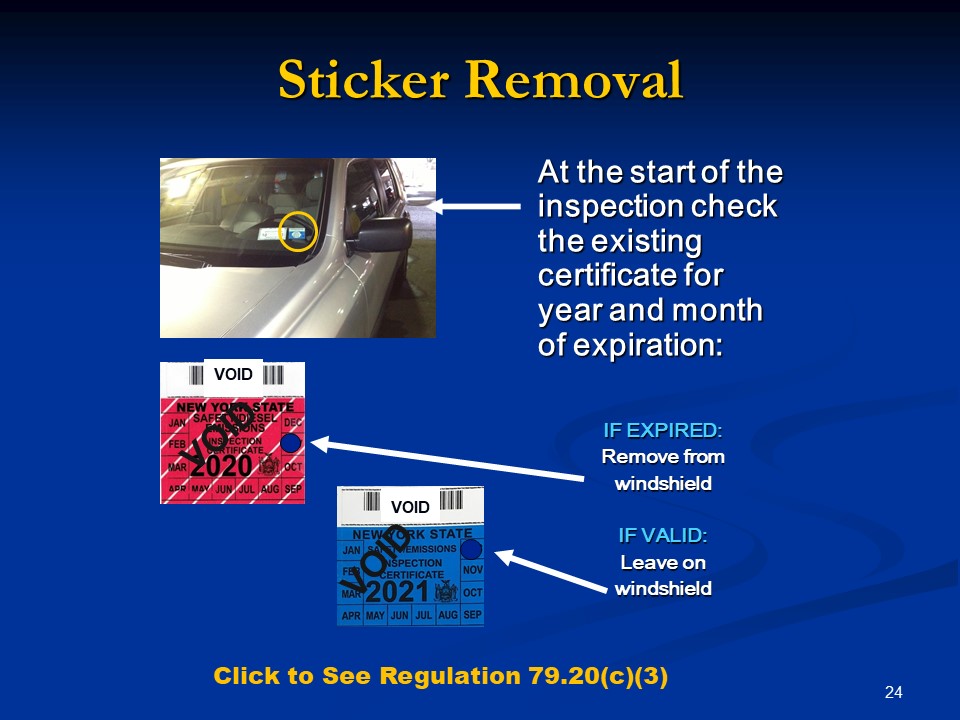 Sticker Removal
At the start of the
inspection check
the existing
certificate for
year and month
of expiration:
VOID
NEW YORK STATE
JAN SAFETY/DIESEL DEC
EMISSIONS
FEB INSPECTION
CERTIFICATE
MAR 2020 OCT
APR MAY JUN JUL AUG SEP
VOID
IF EXPIRED:
Remove from
windshield
VOID
NEW YORK STATE
JAN SAFETY/EMISSIONS
FEB INSPECTION NOV
CERTIFICATE
MAR 2021 OCT
APR MAY JUN JUL AUG SEP
VOID
IF VALID:
Leave on
windshield
Click to See Regulation 79.20(c)(3)
24